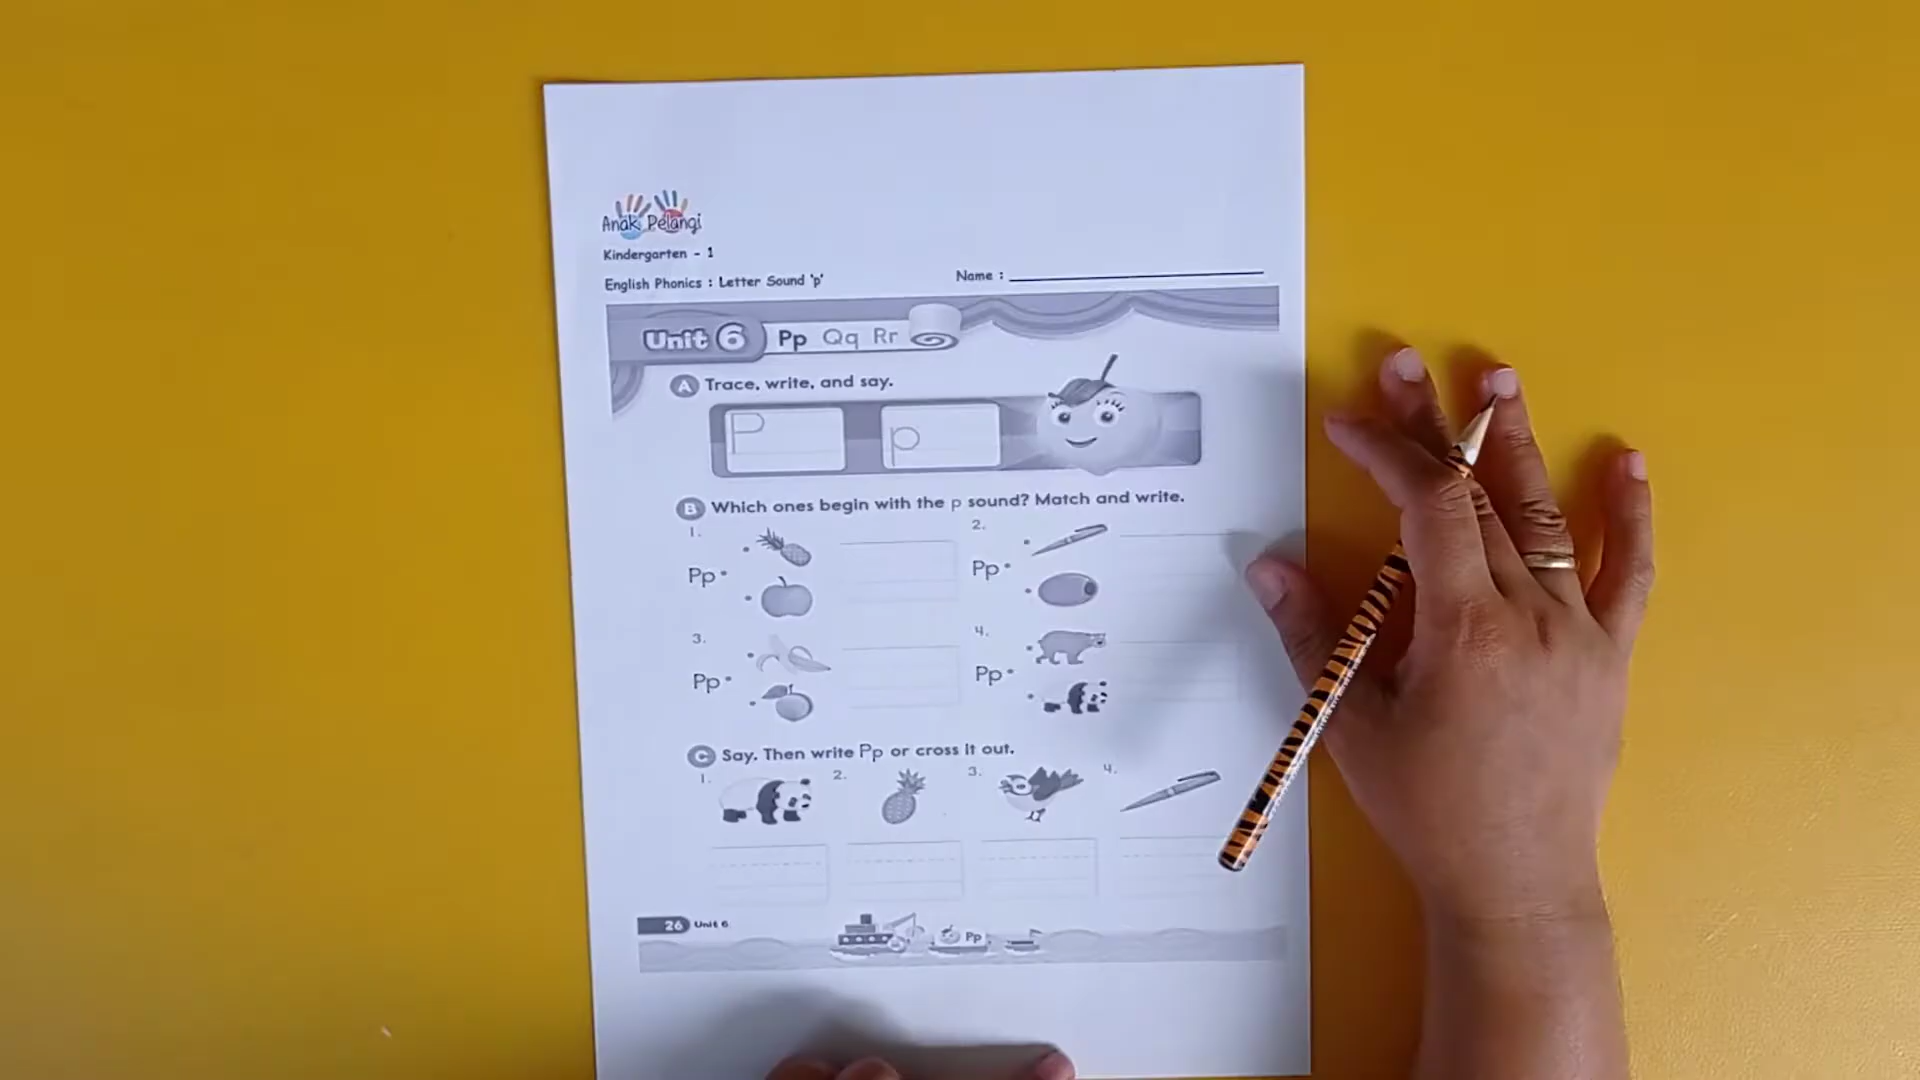 Anak Pelangi
Kindergarten - 1
English Phonics : Letter Sound 'p'
Name :
Unit 6 Pp Qq Rr
A Trace, write, and say.
P p
B Which ones begin with the p sound? Match and write.
1. 2.
Pp Pp
3. 4.
Pp Pp
C Say. Then write Pp or cross it out.
1. 2. 3. 4.
26 Unit 6
Pp